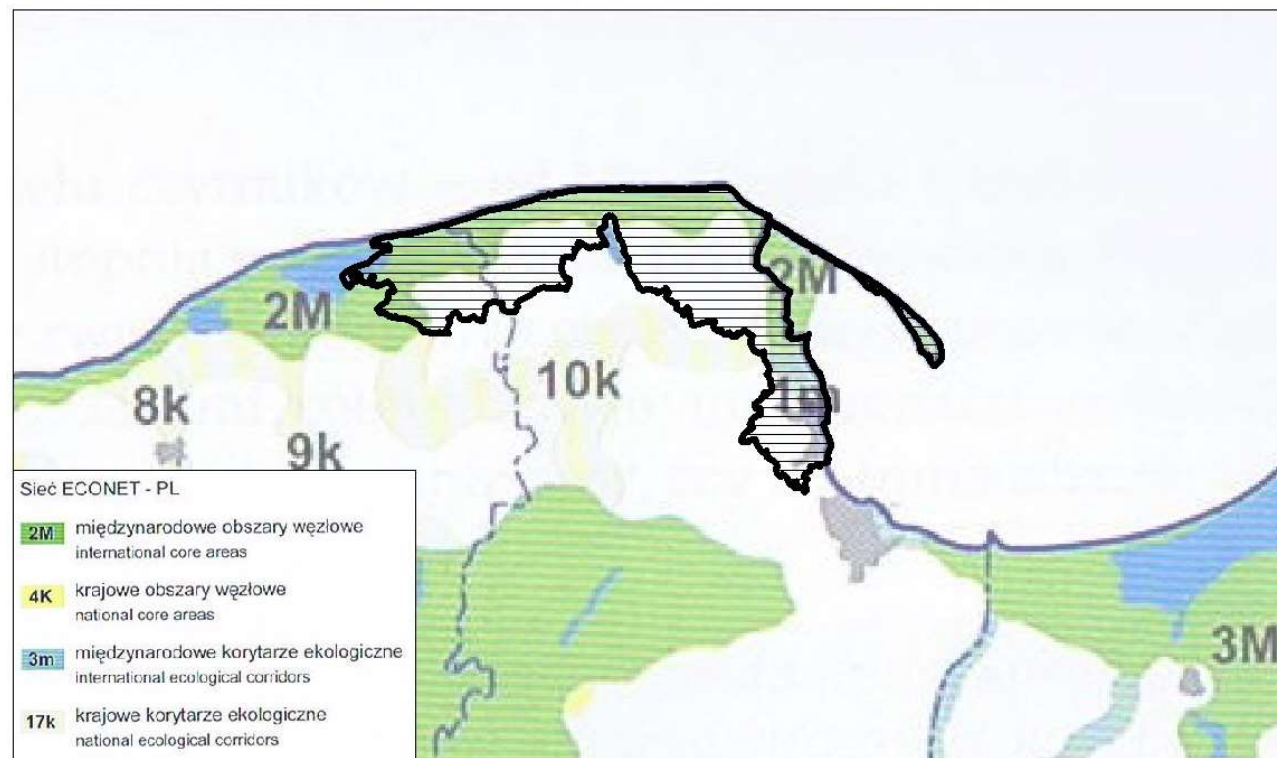 2M
2M
10k
1m
8k
9k
3M
Sieć ECONET - PL
2M międzynarodowe obszary węzłowe
international core areas
4K krajowe obszary węzłowe
national core areas
3m międzynarodowe korytarze ekologiczne
international ecological corridors
17k krajowe korytarze ekologiczne
national ecological corridors